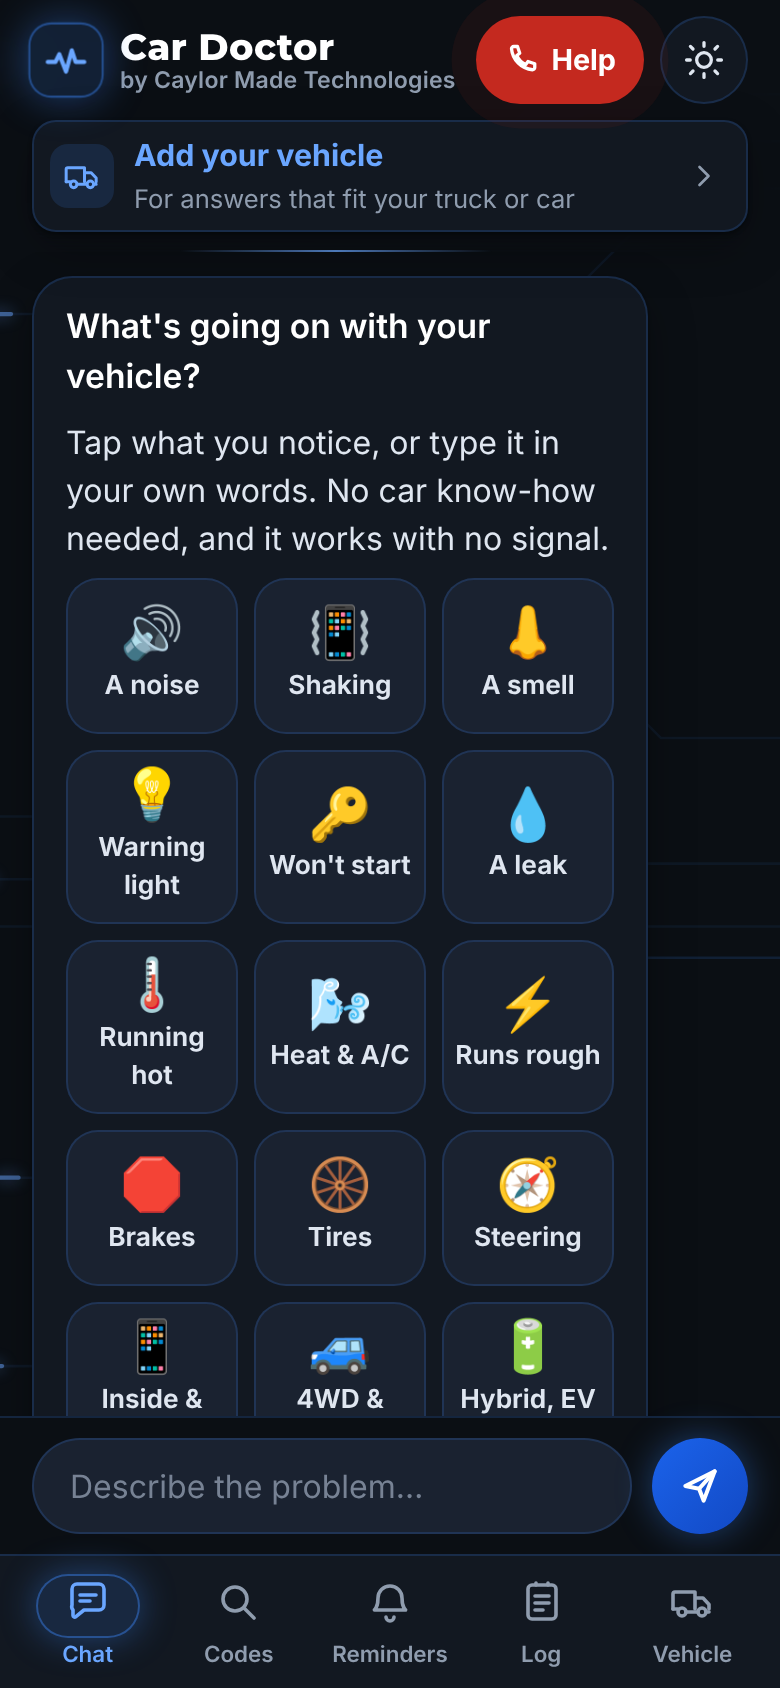 Car Doctor
by Caylor Made Technologies
Help
Add your vehicle
For answers that fit your truck or car
What's going on with your
vehicle?
Tap what you notice, or type it in
your own words. No car know-how
needed, and it works with no signal.
A noise
Shaking
A smell
Warning
light
Won't start
A leak
Running
hot
Heat & A/C
Runs rough
Brakes
Tires
Steering
Inside &
4WD &
Hybrid, EV
Describe the problem...
Chat
Codes
Reminders
Log
Vehicle